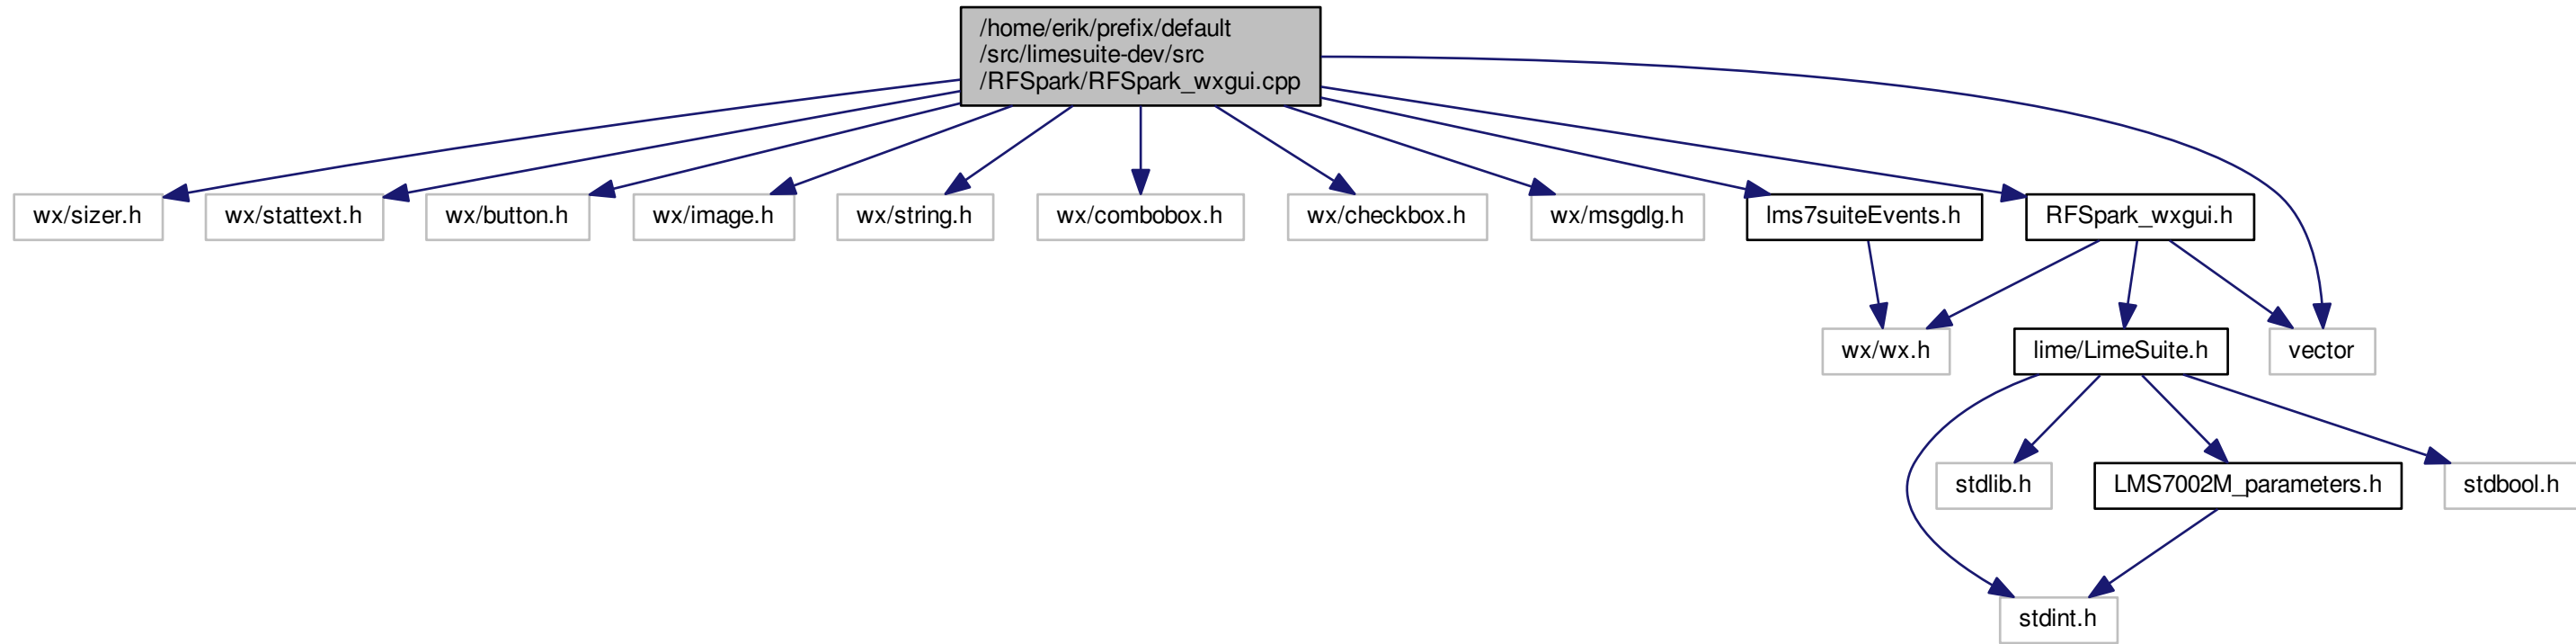 /home/erik/prefix/default
/src/limesuite-dev/src
/RFSpark/RFSpark_wxgui.cpp
wx/sizer.h
wx/stattext.h
wx/button.h
wx/image.h
wx/string.h
wx/combobox.h
wx/checkbox.h
wx/msgdlg.h
lms7suiteEvents.h
RFSpark_wxgui.h
wx/wx.h
lime/LimeSuite.h
vector
stdlib.h
LMS7002M_parameters.h
stdbool.h
stdint.h